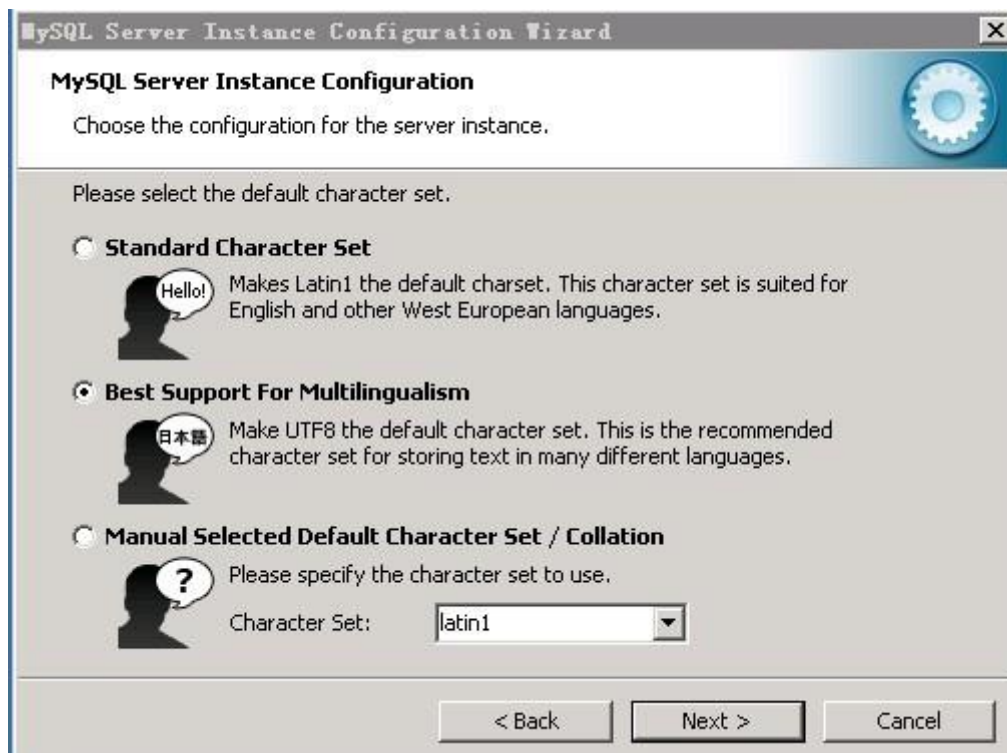 MySQL Server Instance Configuration Wizard
MySQL Server Instance Configuration
Choose the configuration for the server instance.
Please select the default character set.
Standard Character Set
Hello!
Makes Latin1 the default charset. This character set is suited for
English and other West European languages.
Best Support For Multilingualism
日本語
Make UTF8 the default character set. This is the recommended
character set for storing text in many different languages.
Manual Selected Default Character Set / Collation
?
Please specify the character set to use.
Character Set: latin1
< Back Next > Cancel